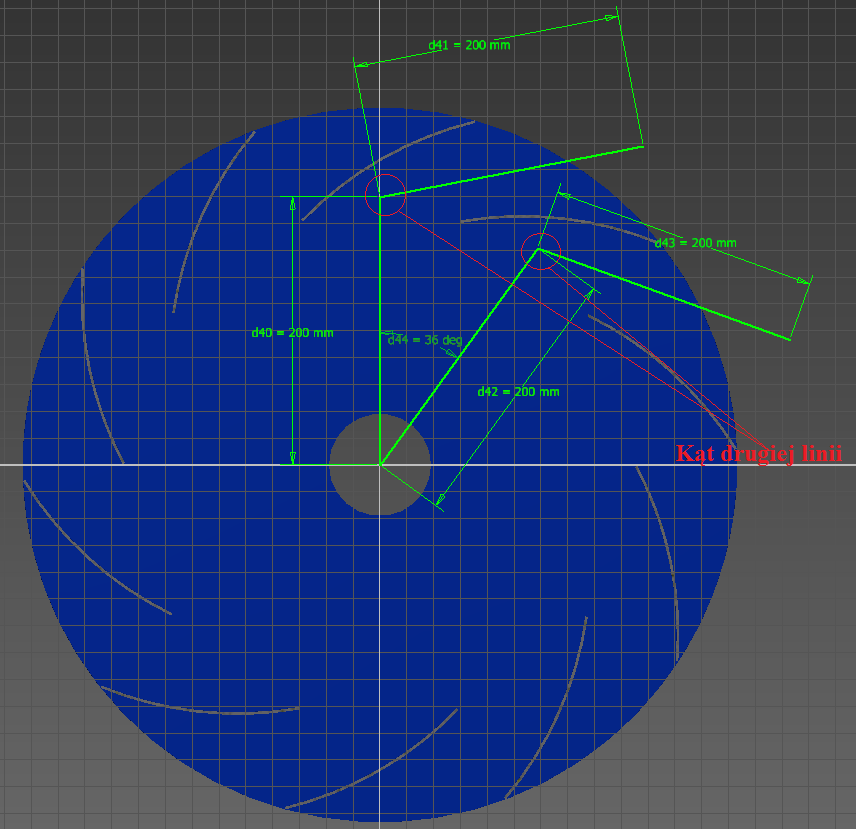 d41 = 200 mm
d43 = 200 mm
d40 = 200 mm
d44 = 36 deg
d42 = 200 mm
Kąt drugiej linii